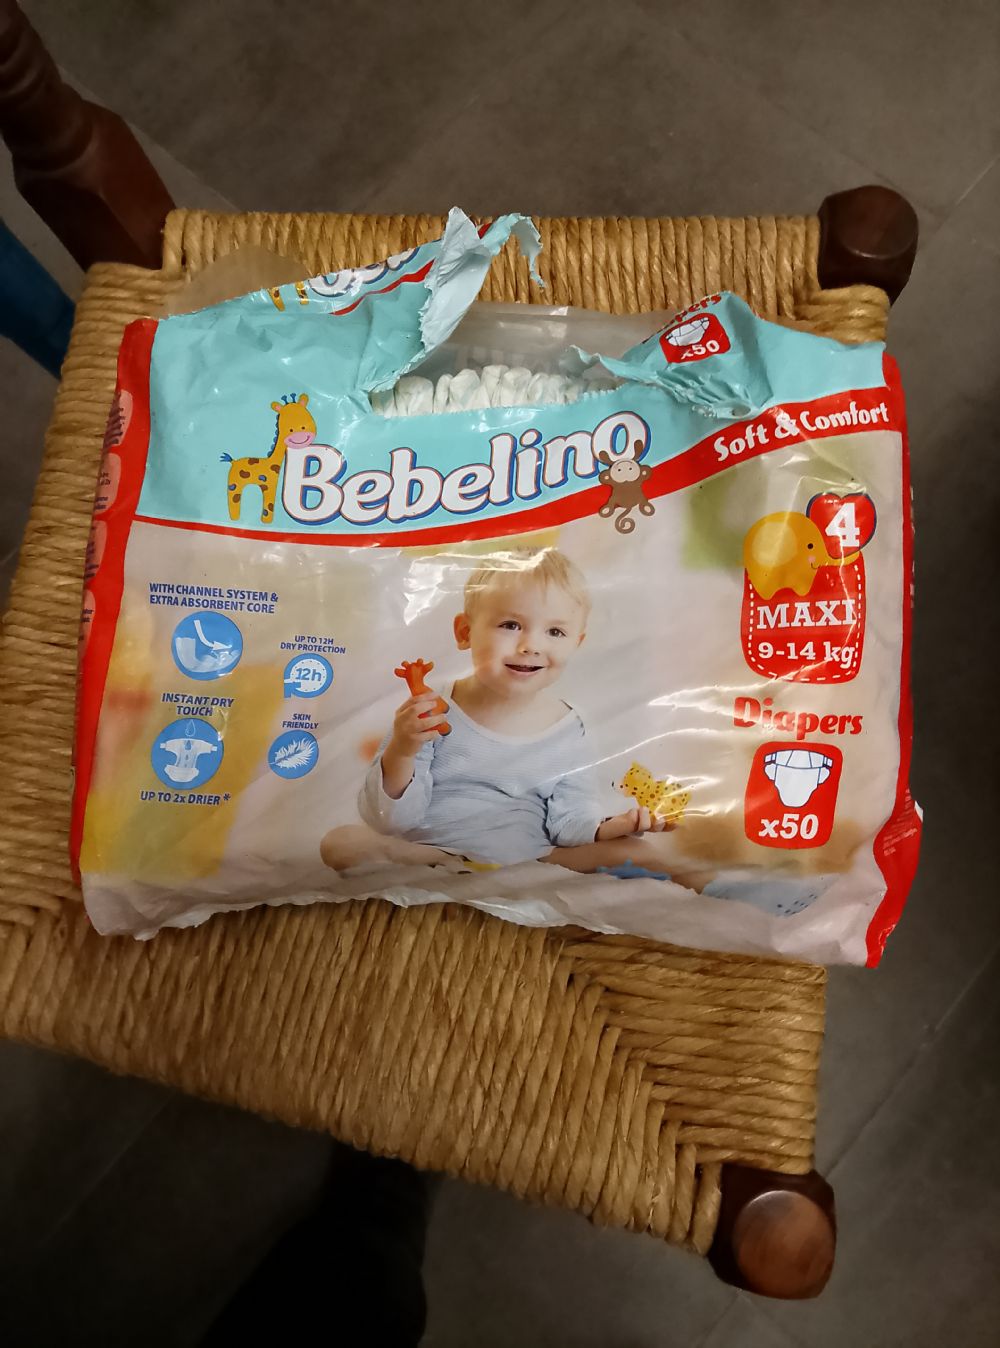 x50
Bebelino
Soft & Comfort
4
MAXI
9-14 kg
WITH CHANNEL SYSTEM &
EXTRA ABSORBENT CORE
UP TO 12H
DRY PROTECTION
12h
INSTANT DRY
TOUCH
SKIN
FRIENDLY
UP TO 2x DRIER *
Diapers
x50